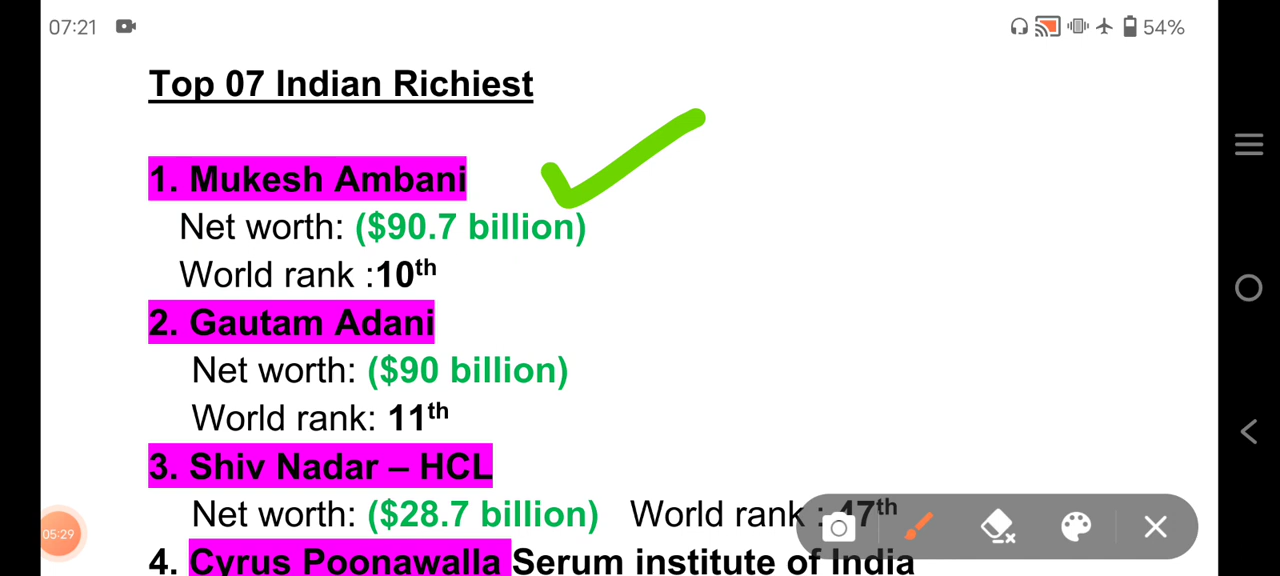 07:21 54%
Top 07 Indian Richiest
1. Mukesh Ambani
Net worth: ($90.7 billion)
World rank :10th
2. Gautam Adani
Net worth: ($90 billion)
World rank: 11th
3. Shiv Nadar – HCL
Net worth: ($28.7 billion) World rank : 47th
4. Cyrus Poonawalla Serum institute of India
05:29